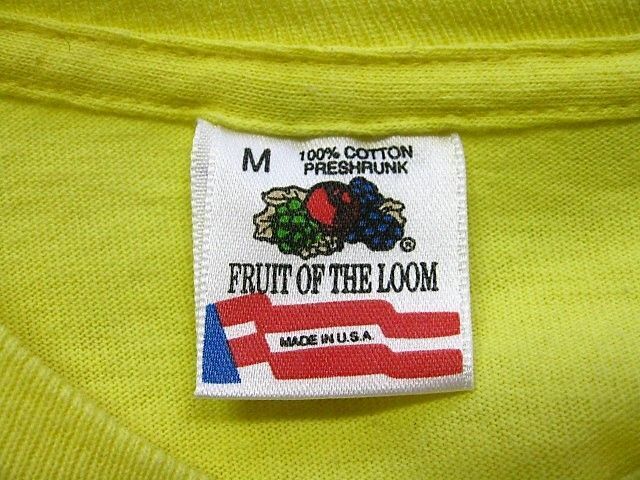 M 100% COTTON
PRESHRUNK
®
FRUIT OF THE LOOM
MADE IN U.S.A.